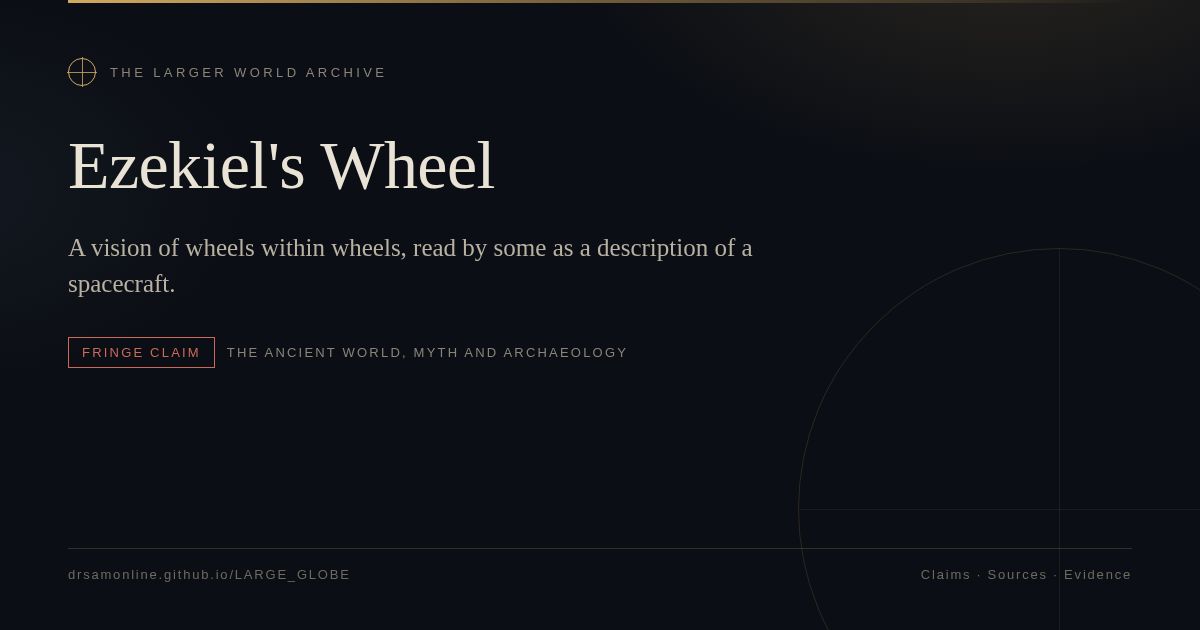 THE LARGER WORLD ARCHIVE
Ezekiel's Wheel
A vision of wheels within wheels, read by some as a description of a
spacecraft.
FRINGE CLAIM THE ANCIENT WORLD, MYTH AND ARCHAEOLOGY
drsamonline.github.io/LARGE_GLOBE Claims · Sources · Evidence